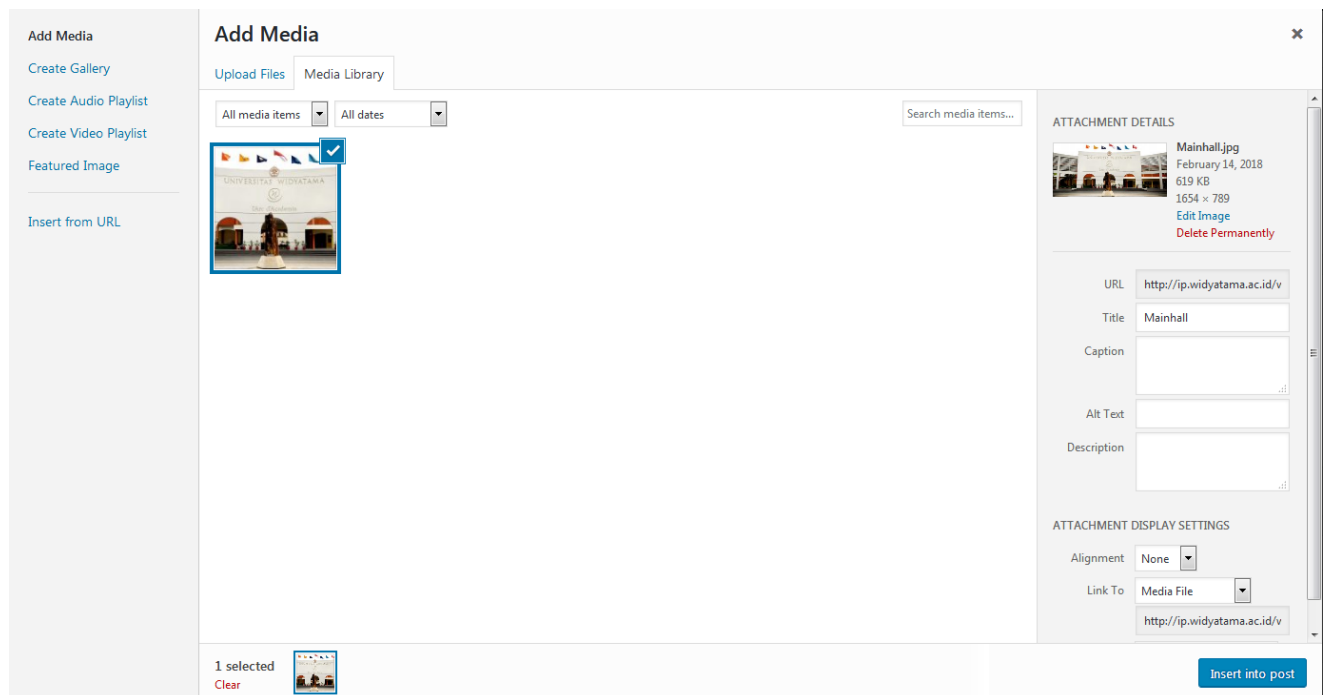 Add Media
Create Gallery
Create Audio Playlist
Create Video Playlist
Featured Image
Insert from URL
Add Media
Upload Files
Media Library
All media items
All dates
Search media items...
UNIVERSITAS WIDYATAMA
1 selected
Clear
ATTACHMENT DETAILS
Mainhall.jpg
February 14, 2018
619 KB
1654 × 789
Edit Image
Delete Permanently
URL http://ip.widyatama.ac.id/v
Title Mainhall
Caption
Alt Text
Description
ATTACHMENT DISPLAY SETTINGS
Alignment None
Link To Media File
http://ip.widyatama.ac.id/v
Insert into post